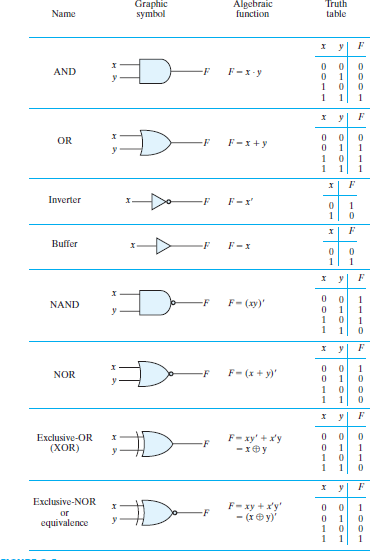 Name
Graphic
symbol
Algebraic
function
Truth
table
AND
x
y
F
F = x · y
x y F
0 0 0
0 1 0
1 0 0
1 1 1
OR
x
y
F
F = x + y
x y F
0 0 0
0 1 1
1 0 1
1 1 1
Inverter
x
F
F = x'
x F
0 1
1 0
Buffer
x
F
F = x
x F
0 0
1 1
NAND
x
y
F
F = (xy)'
x y F
0 0 1
0 1 1
1 0 1
1 1 0
NOR
x
y
F
F = (x + y)'
x y F
0 0 1
0 1 0
1 0 0
1 1 0
Exclusive-OR
(XOR)
x
y
F
F = xy' + x'y
= x ⊕ y
x y F
0 0 0
0 1 1
1 0 1
1 1 0
Exclusive-NOR
or
equivalence
x
y
F
F = xy + x'y'
= (x ⊕ y)'
x y F
0 0 1
0 1 0
1 0 0
1 1 1